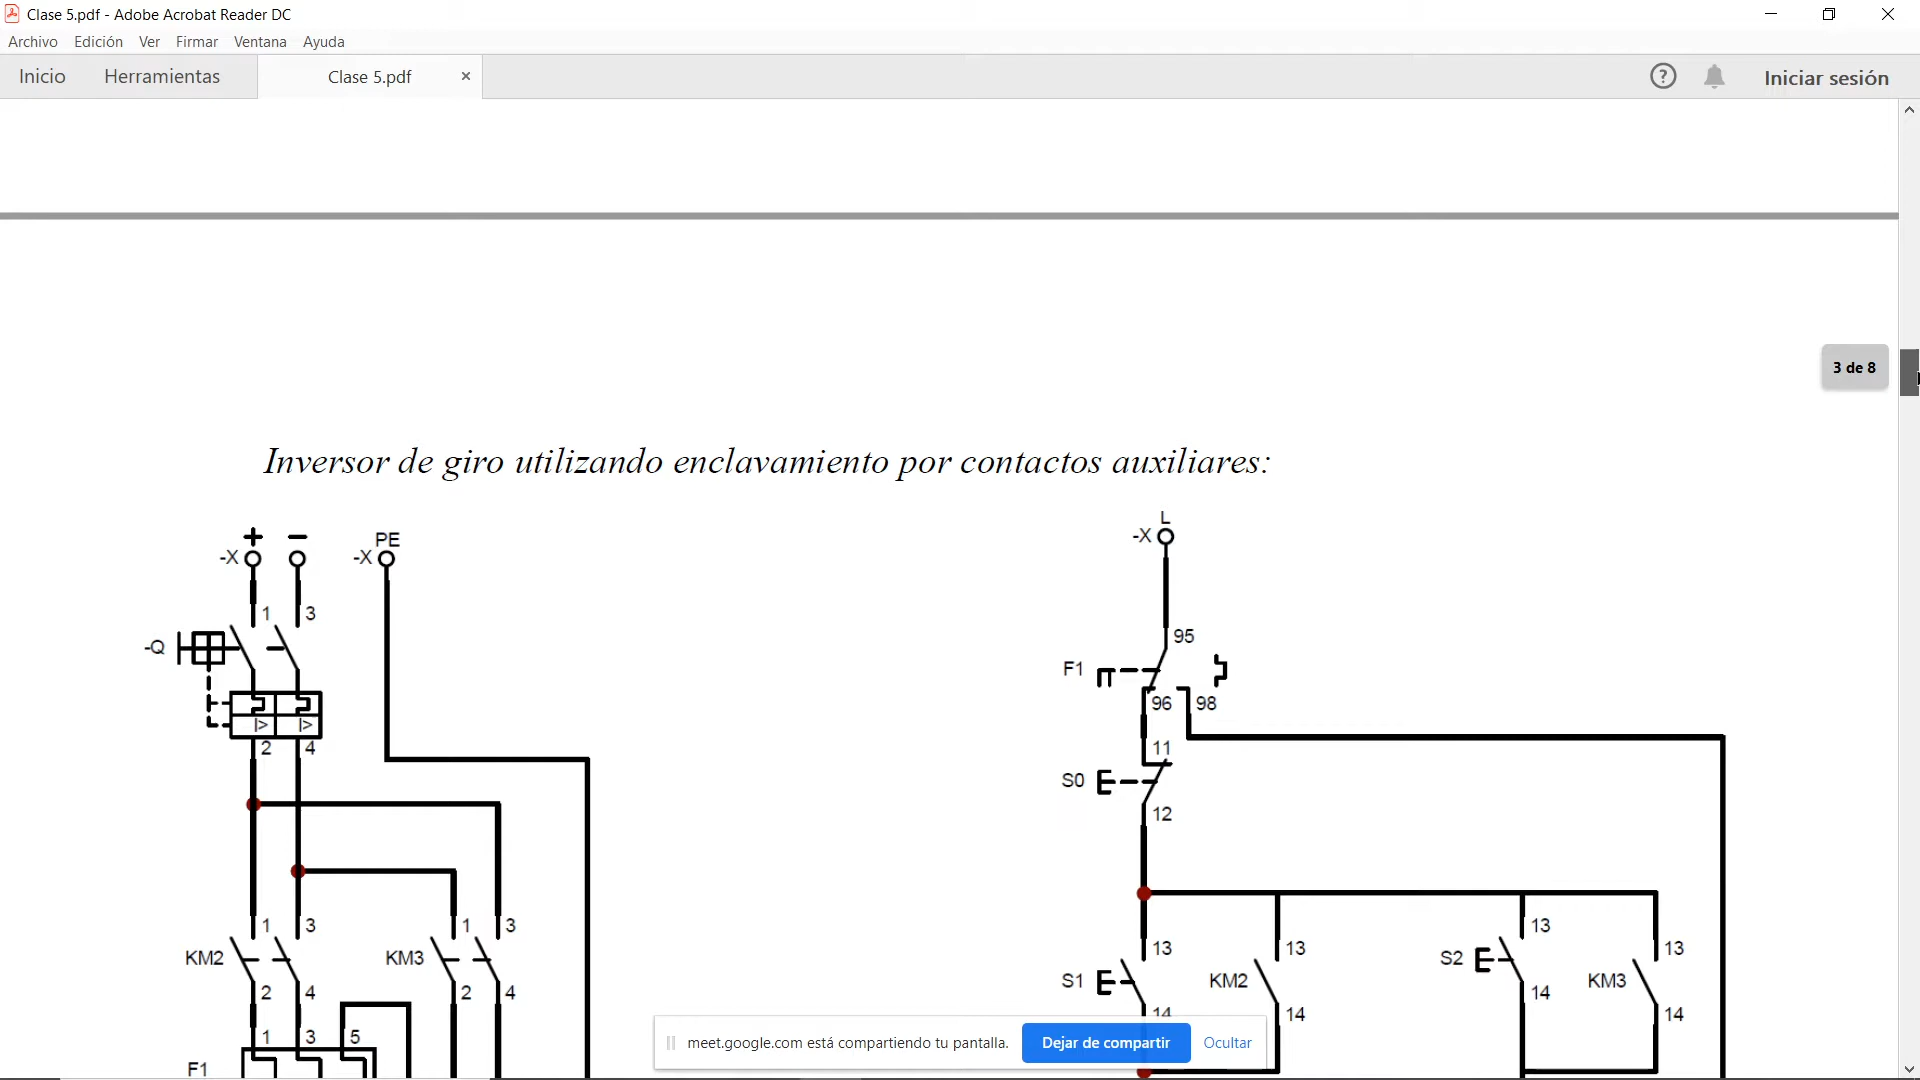 Clase 5.pdf - Adobe Acrobat Reader DC
Archivo Edición Ver Firmar Ventana Ayuda
Inicio Herramientas Clase 5.pdf × ? Iniciar sesión
3 de 8
Inversor de giro utilizando enclavamiento por contactos auxiliares:
+ − PE
-X -X
1 3
-Q
|> |>
2 4
1 3 1 3
KM2 KM3
2 4 2 4
1 3 5
F1
L
-X
95
F1
96 98
11
S0
12
13 13 13 13
S1 KM2 S2 KM3
14 14 14 14
meet.google.com está compartiendo tu pantalla. Dejar de compartir Ocultar